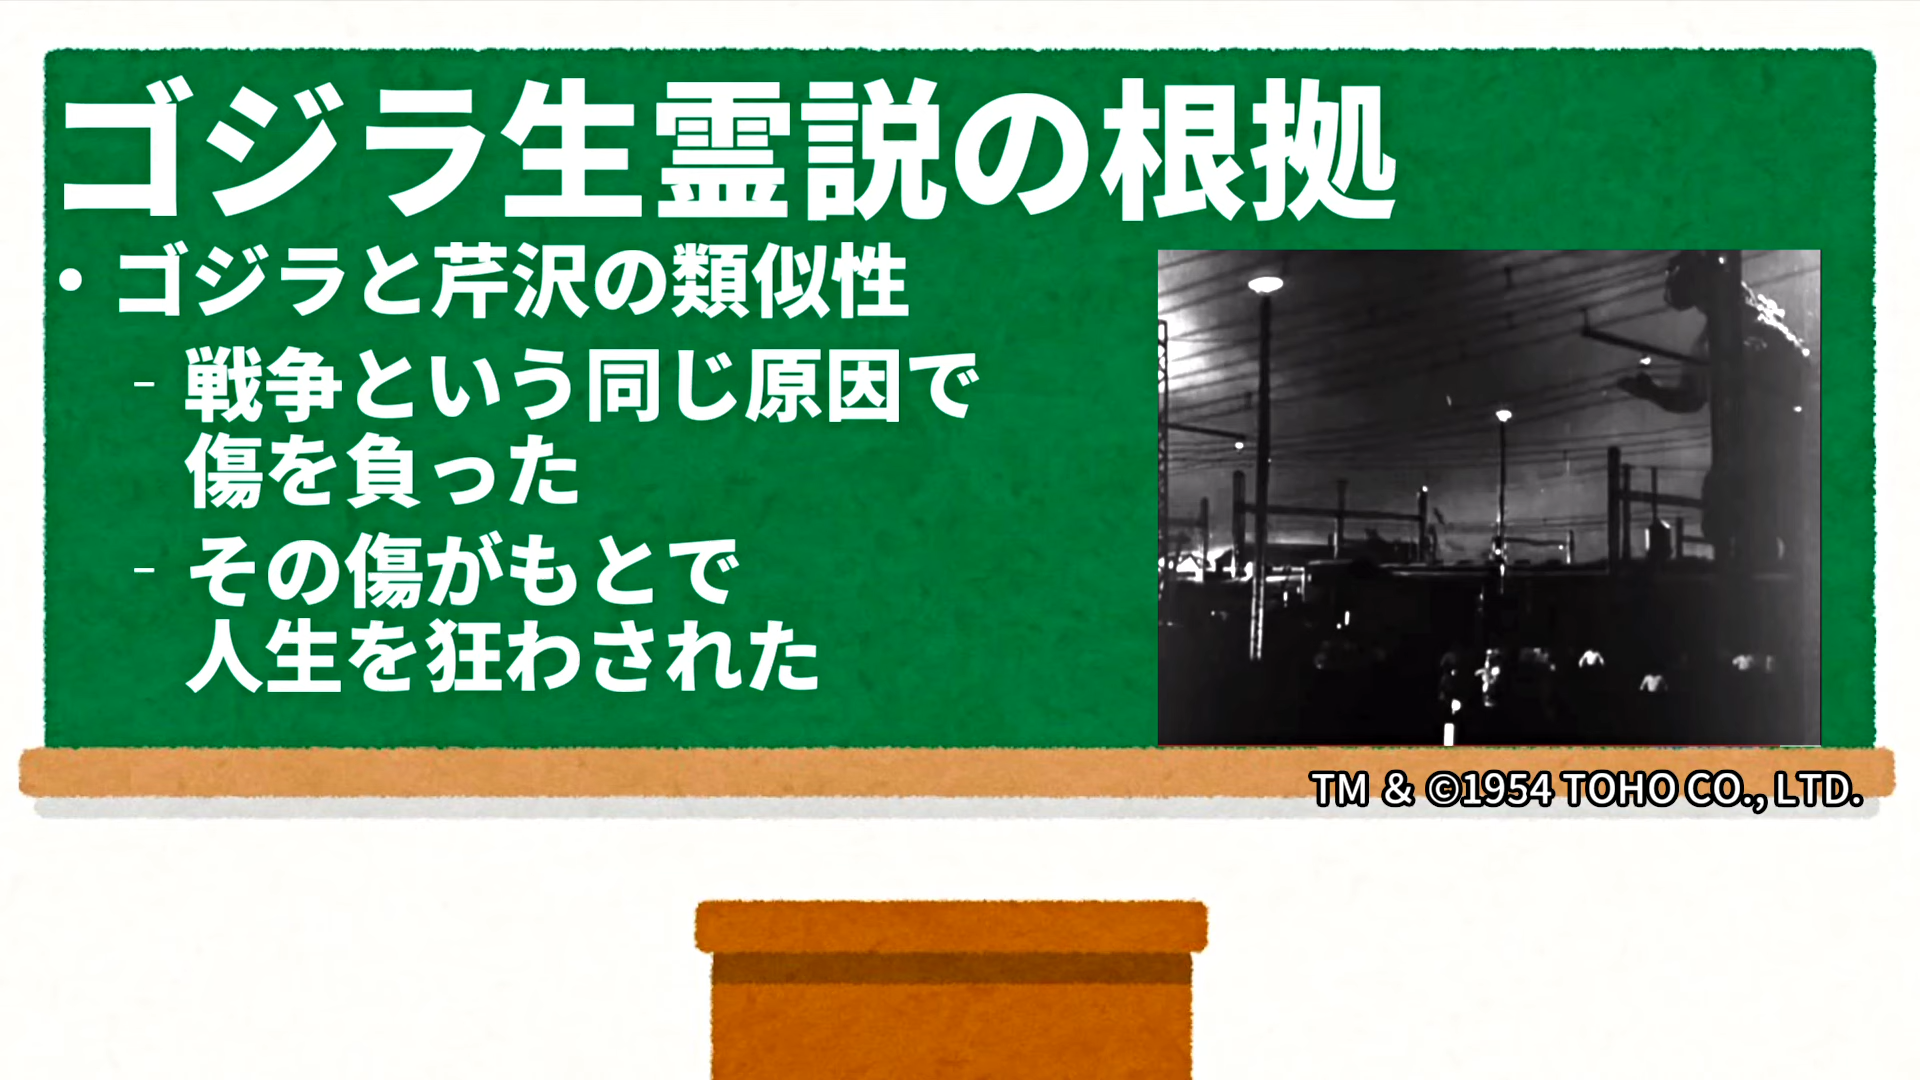 ゴジラ生霊説の根拠
• ゴジラと芹沢の類似性
– 戦争という同じ原因で
傷を負った
– その傷がもとで
人生を狂わされた
TM & ©1954 TOHO CO., LTD.